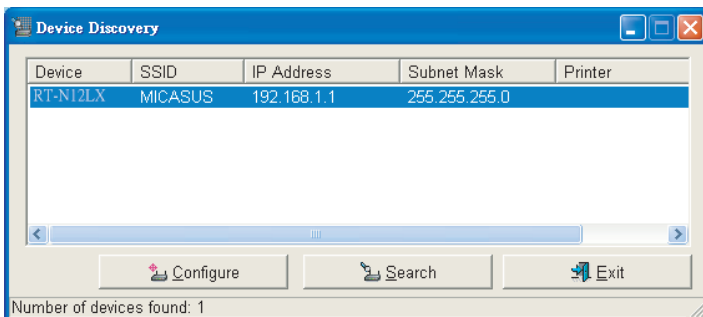 Device Discovery
Device SSID IP Address Subnet Mask Printer
RT-N12LX MICASUS 192.168.1.1 255.255.255.0
Configure Search Exit
Number of devices found: 1